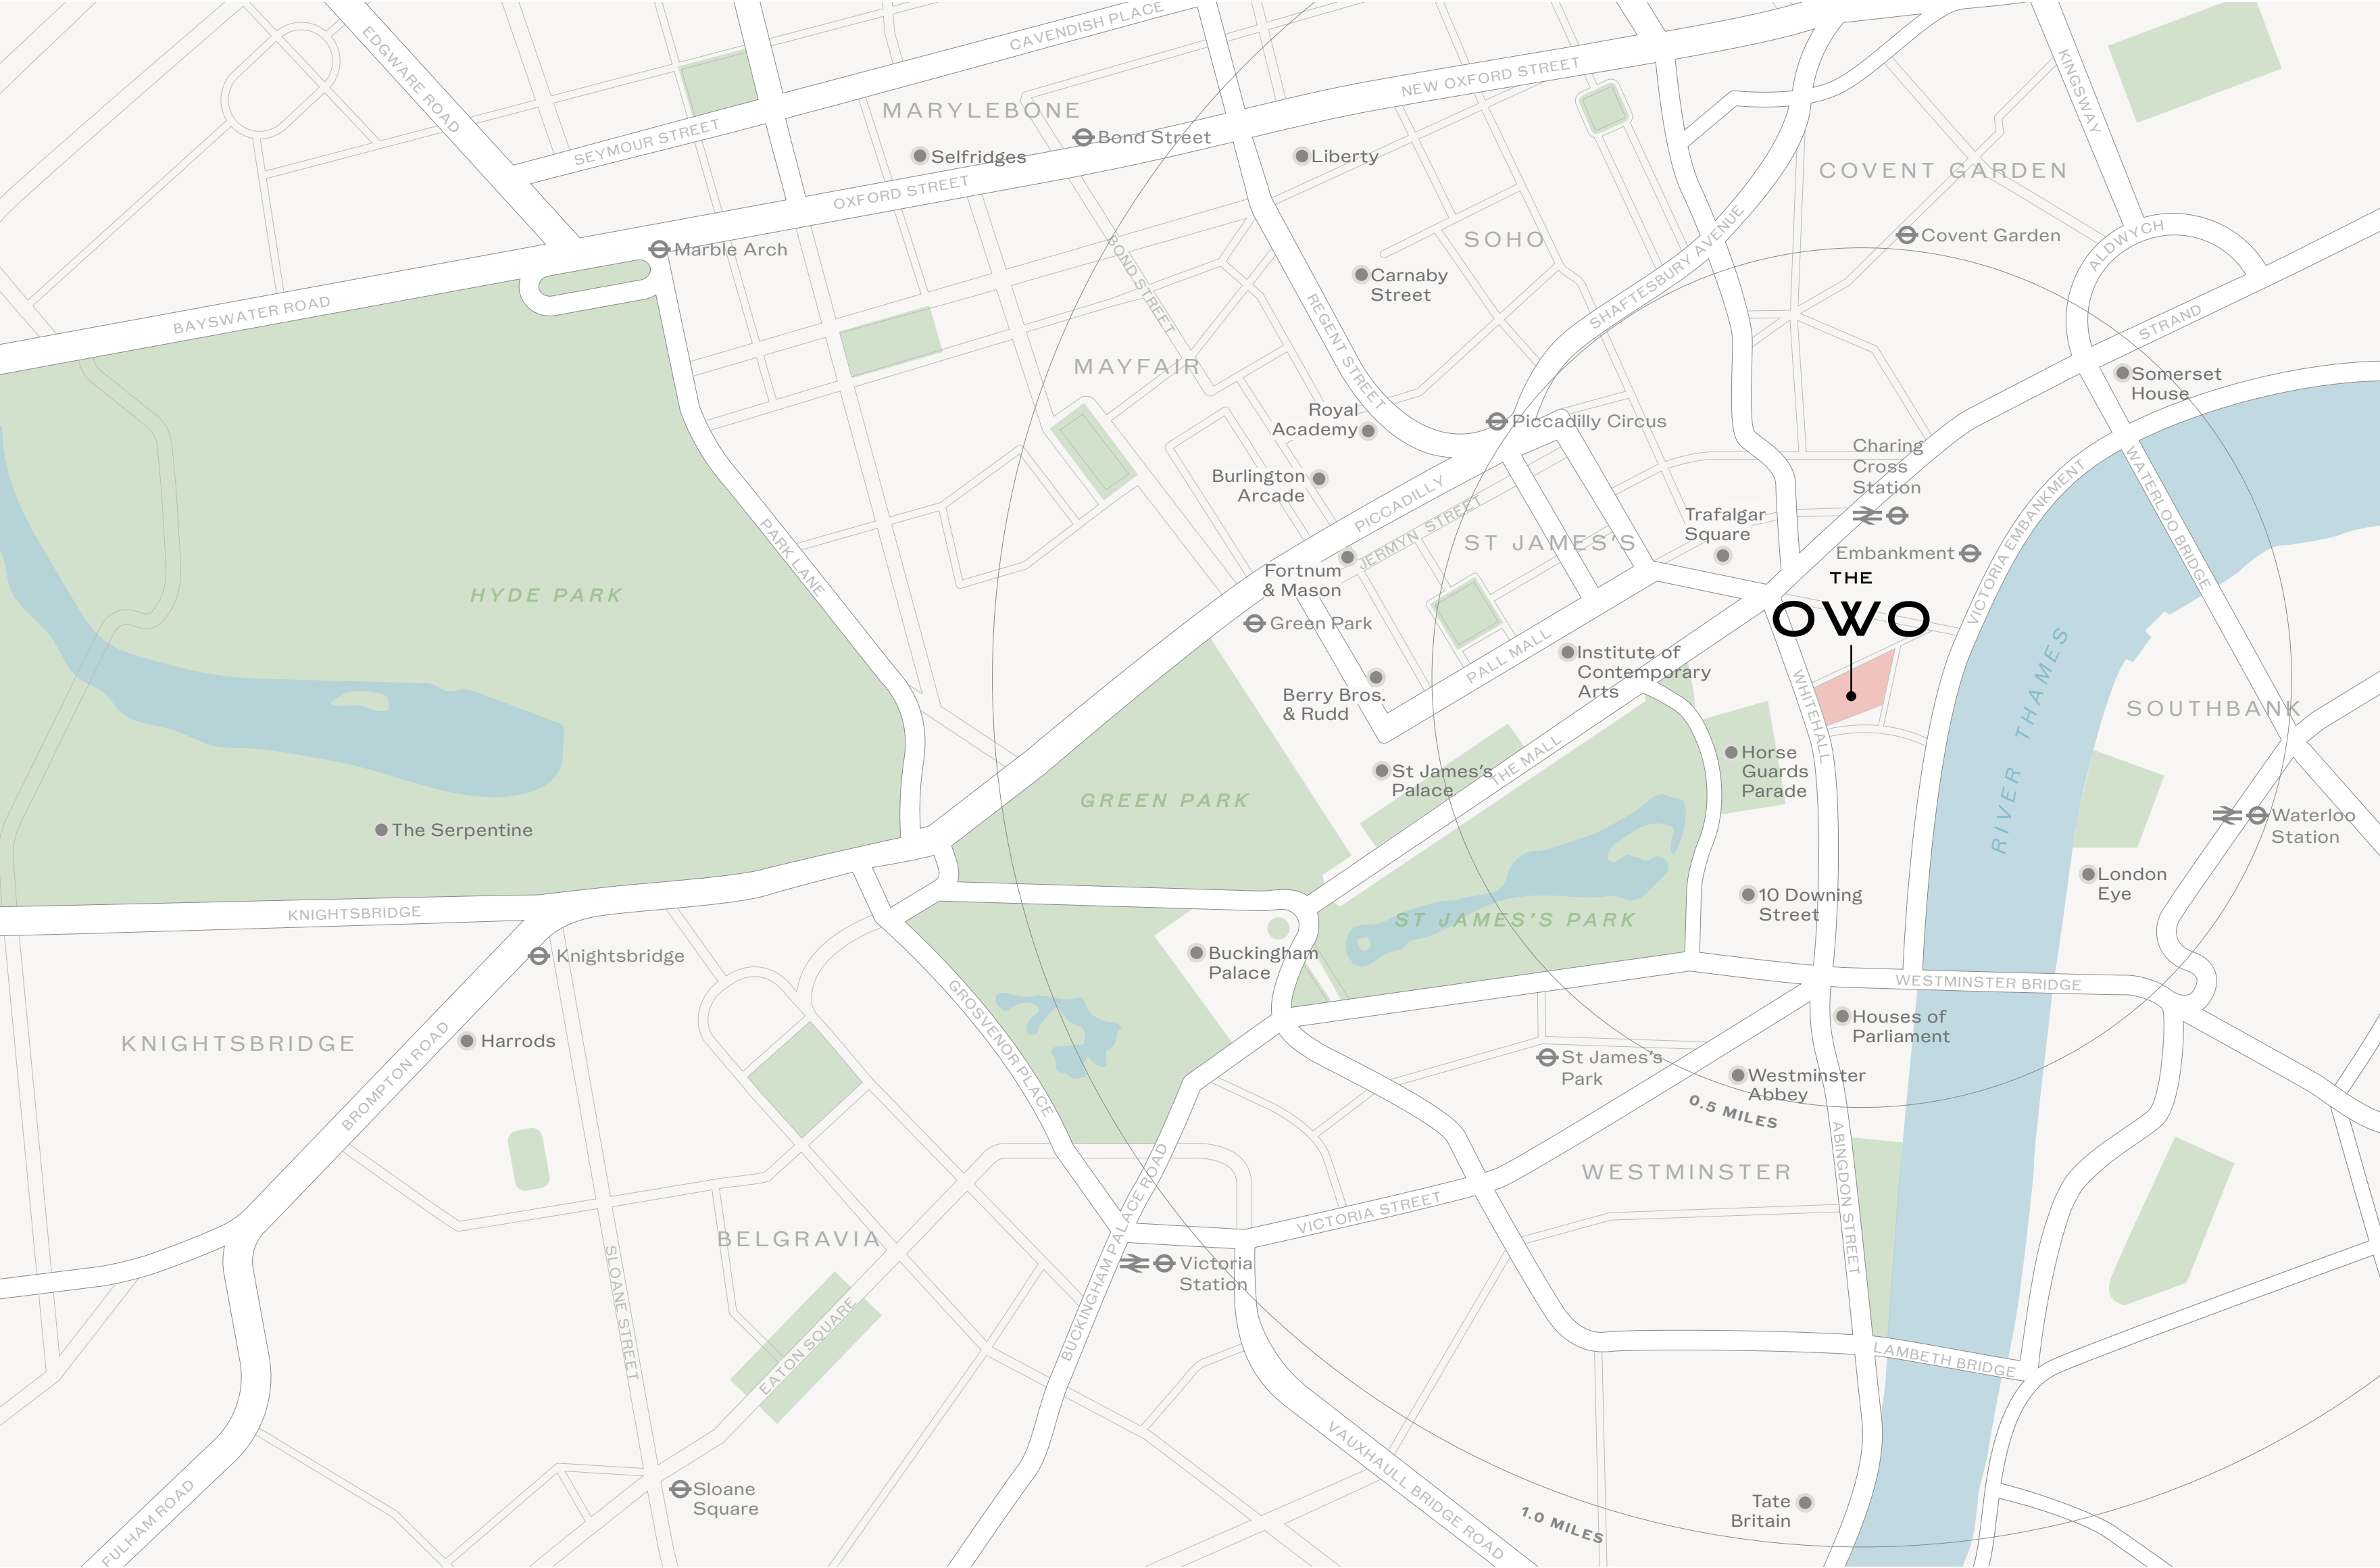 EDGWARE ROAD
CAVENDISH PLACE
SEYMOUR STREET
MARYLEBONE
NEW OXFORD STREET
KINGSWAY
Bond Street
Selfridges
Liberty
OXFORD STREET
COVENT GARDEN
Marble Arch
BOND STREET
SOHO
Covent Garden
ALDWYCH
BAYSWATER ROAD
Carnaby
Street
SHAFTESBURY AVENUE
STRAND
REGENT STREET
MAYFAIR
Somerset
House
Royal
Academy
Piccadilly Circus
Charing
Cross
Station
Burlington
Arcade
PICCADILLY
JERMYN STREET
ST JAMES'S
Trafalgar
Square
Embankment
VICTORIA EMBANKMENT
WATERLOO BRIDGE
PARK LANE
HYDE PARK
Fortnum
& Mason
THE
OWO
Green Park
PALL MALL
Institute of
Contemporary
Arts
Berry Bros.
& Rudd
WHITEHALL
RIVER THAMES
SOUTHBANK
St James's
Palace
THE MALL
Horse
Guards
Parade
GREEN PARK
The Serpentine
Waterloo
Station
London
Eye
10 Downing
Street
KNIGHTSBRIDGE
ST JAMES'S PARK
Knightsbridge
Buckingham
Palace
WESTMINSTER BRIDGE
GROSVENOR PLACE
Houses of
Parliament
KNIGHTSBRIDGE
Harrods
BROMPTON ROAD
St James's
Park
Westminster
Abbey
0.5 MILES
WESTMINSTER
ABINGDON STREET
VICTORIA STREET
BELGRAVIA
BUCKINGHAM PALACE ROAD
Victoria
Station
SLOANE STREET
EATON SQUARE
LAMBETH BRIDGE
VAUXHAULL BRIDGE ROAD
Sloane
Square
FULHAM ROAD
1.0 MILES
Tate
Britain